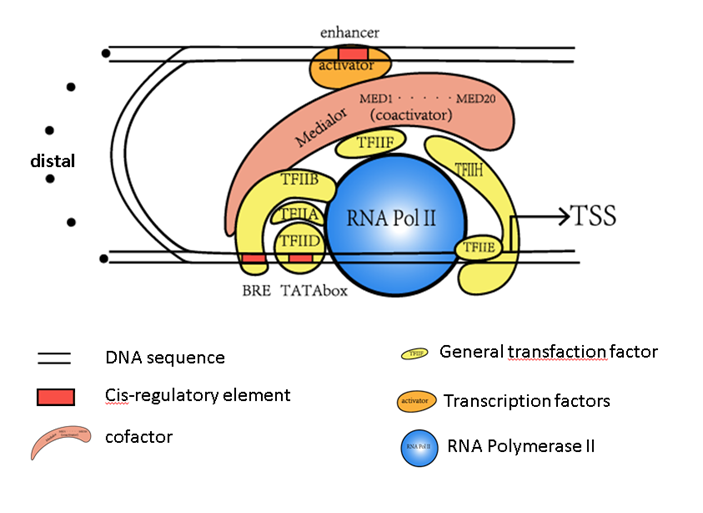 enhancer
activator
MED1 · · · · · MED20
Medialor (coactivator)
TFIIF
TFIIH
TFIIB
distal
TFIIA
RNA Pol II
TSS
TFIID
TFIIE
BRE TATAbox
DNA sequence
TFIIF
General transfaction factor
Cis-regulatory element
activator
Transcription factors
cofactor
RNA Pol II
RNA Polymerase II